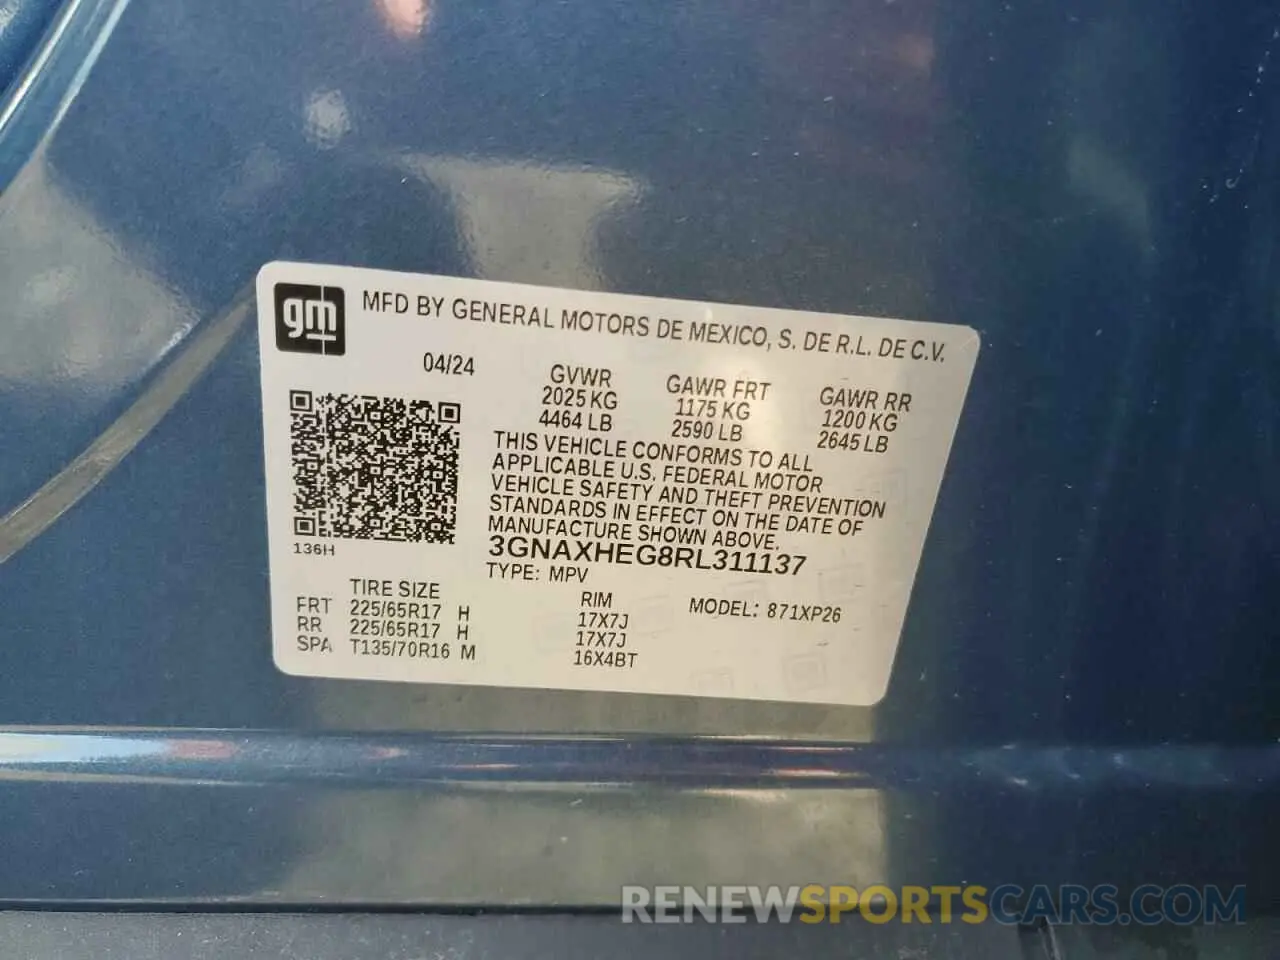 gm
MFD BY GENERAL MOTORS DE MEXICO, S. DE R.L. DE C.V.
04/24
GVWR
2025 KG
4464 LB
GAWR FRT
1175 KG
2590 LB
GAWR RR
1200 KG
2645 LB
THIS VEHICLE CONFORMS TO ALL
APPLICABLE U.S. FEDERAL MOTOR
VEHICLE SAFETY AND THEFT PREVENTION
STANDARDS IN EFFECT ON THE DATE OF
MANUFACTURE SHOWN ABOVE.
3GNAXHEG8RL311137
136H
TYPE: MPV
TIRE SIZE RIM MODEL: 871XP26
FRT 225/65R17 H 17X7J
RR 225/65R17 H 17X7J
SPA T135/70R16 M 16X4BT
RENEWSPORTSCARS.COM